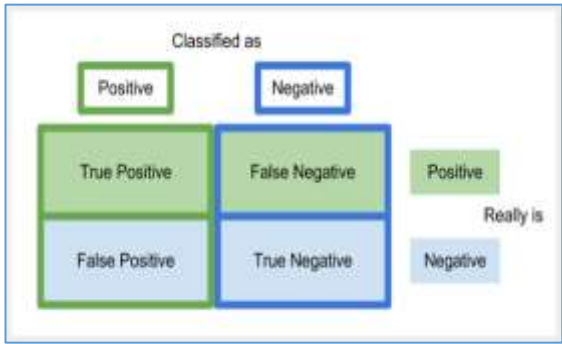 Classified as
Positive Negative
True Positive False Negative Positive
Really is
False Positive True Negative Negative